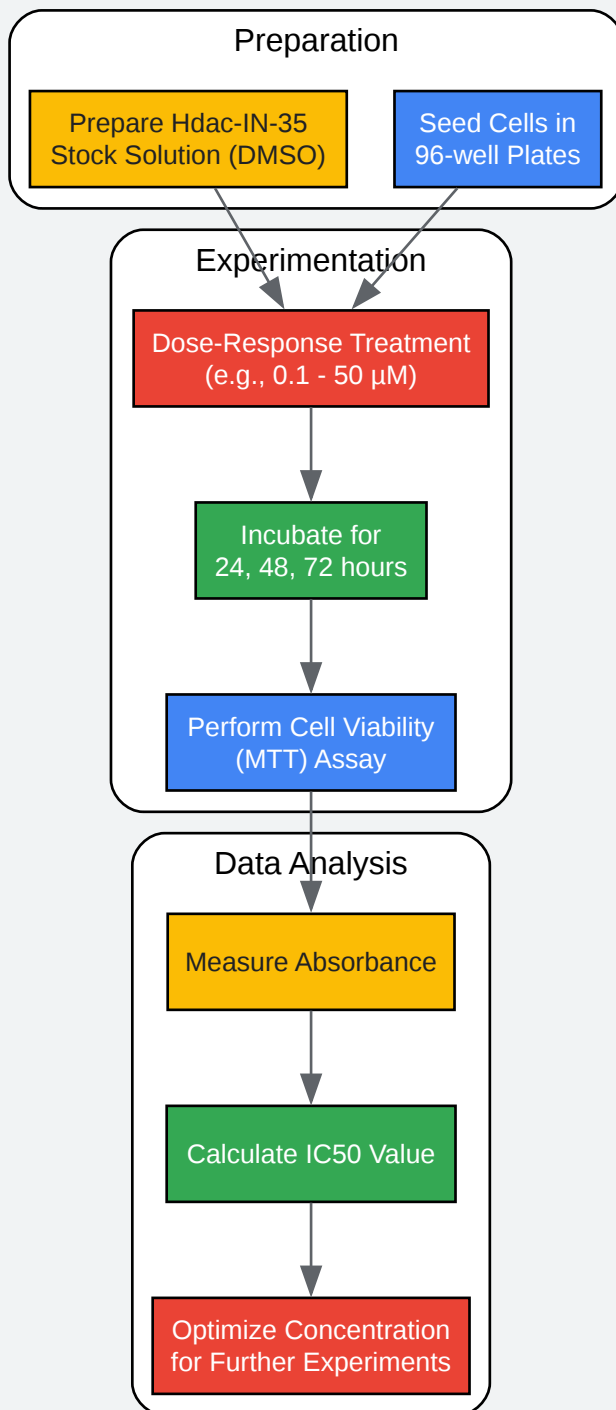 Preparation
Prepare Hdac-IN-35
Stock Solution (DMSO)
Seed Cells in
96-well Plates
Experimentation
Dose-Response Treatment
(e.g., 0.1 - 50 µM)
Incubate for
24, 48, 72 hours
Perform Cell Viability
(MTT) Assay
Data Analysis
Measure Absorbance
Calculate IC50 Value
Optimize Concentration
for Further Experiments